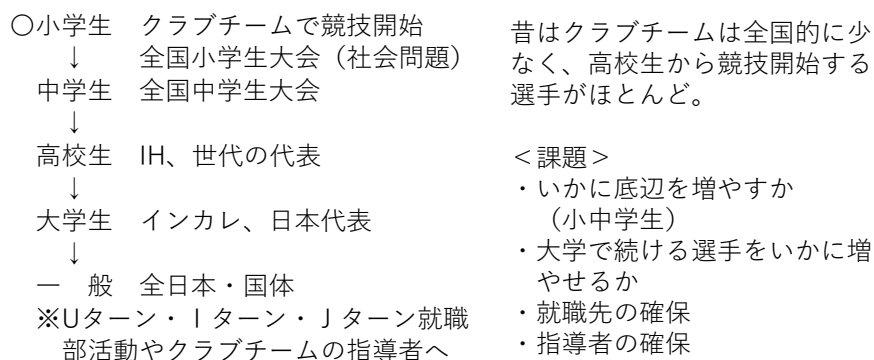 〇小学生　クラブチームで競技開始
↓　全国小学生大会（社会問題）
中学生　全国中学生大会
↓
高校生　IH、世代の代表
↓
大学生　インカレ、日本代表
↓
一　般　全日本・国体
※Uターン・Iターン・Jターン就職
部活動やクラブチームの指導者へ
昔はクラブチームは全国的に少
なく、高校生から競技開始する
選手がほとんど。
＜課題＞
・いかに底辺を増やすか
（小中学生）
・大学で続ける選手をいかに増
やせるか
・就職先の確保
・指導者の確保